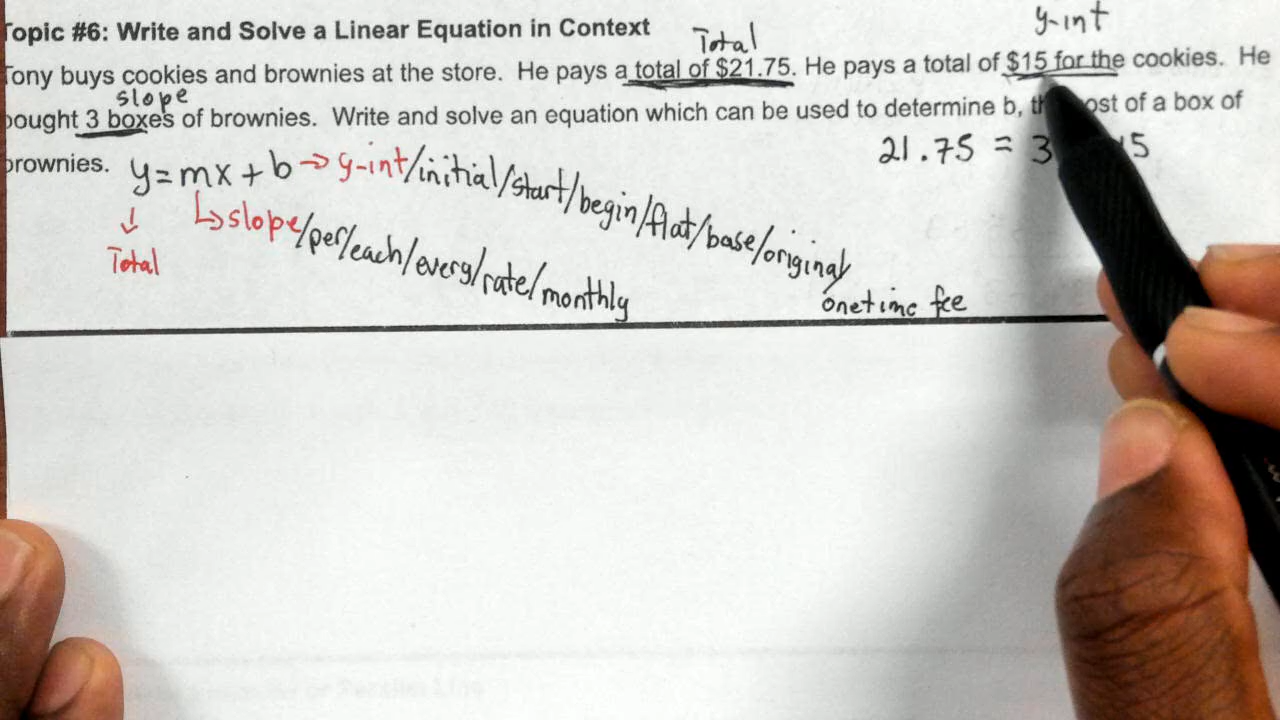 Topic #6: Write and Solve a Linear Equation in Context
Total
y-int
Tony buys cookies and brownies at the store. He pays a total of $21.75. He pays a total of $15 for the cookies. He
slope
bought 3 boxes of brownies. Write and solve an equation which can be used to determine b, the cost of a box of
brownies.
21.75 = 3 15
y=mx+b → y-int/initial/start/begin/flat/base/original
onetime fee
↓ ↳slope/per/each/every/rate/monthly
Total